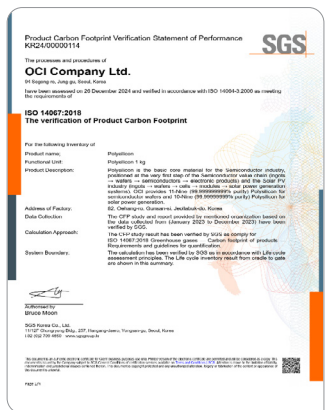 Product Carbon Footprint Verification Statement of Performance
KR24/00000114
SGS
The processes and procedures of
OCI Company Ltd.
94 Sogong-ro, Jung-gu, Seoul, Korea
have been assessed on 26 December 2024 and verified in accordance with ISO 14064-3:2006 as meeting
the requirements of
ISO 14067:2018
The verification of Product Carbon Footprint
For the following Inventory of
Product name: Polysilicon
Functional Unit: Polysilicon 1 kg
Product Description: Polysilicon is the basic core material for the Semiconductor industry,
positioned at the very first step of the Semiconductor value chain (ingots
→ wafers → semiconductors → electronic products) and the Solar PV
industry (ingots → wafers → cells → modules → solar power generation
systems). OCI provides 11-Nine (99.999999999% purity) Polysilicon for
semiconductor wafers and 10-Nine (99.99999999% purity) Polysilicon for
solar power generation.
Address of Factory: Korea
Data Collection The CFP study and report provided by mentioned organization based on
the data collected from (January 2023 to December 2023) have been
verified by SGS.
Calculation Approach: The CFP study result has been verified by SGS as comply for
ISO 14067:2018 Greenhouse gases Carbon footprint of products
Requirements and guidelines for quantification.
System Boundary: The calculation has been verified by SGS as in accordance with Life cycle
assessment principles. The Life cycle inventory result from cradle to gate
are shown in this summary.
Authorised by
Bruce Moon
SGS Korea Co., Ltd.
www.sgsgroup.kr
Page 1/1